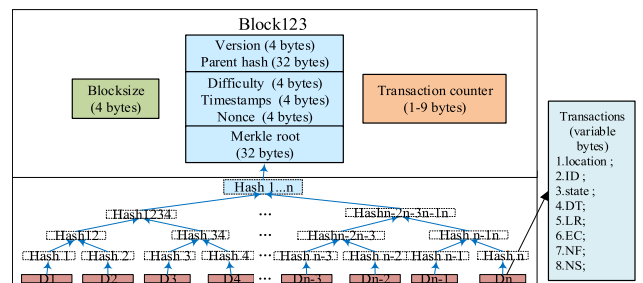 Block123
Version (4 bytes)
Parent hash (32 bytes)
Difficulty (4 bytes)
Timestamps (4 bytes)
Nonce (4 bytes)
Merkle root
(32 bytes)
Blocksize
(4 bytes)
Transaction counter
(1-9 bytes)
Transactions
(variable
bytes)
1.location ;
2.ID ;
3.state ;
4.DT;
5.LR;
6.EC;
7.NF;
8.NS;
Hash 1...n
Hash1234 ... Hashn-2n-3n-1n
Hash12 Hash 34 ... Hashn-2n-3 Hash n-1n
Hash 1 Hash 2 Hash 3 Hash 4 ... Hash n-3 Hash n-2 Hash n-1 Hash n
D1 D2 D3 D4 ... Dn-3 Dn-2 Dn-1 Dn